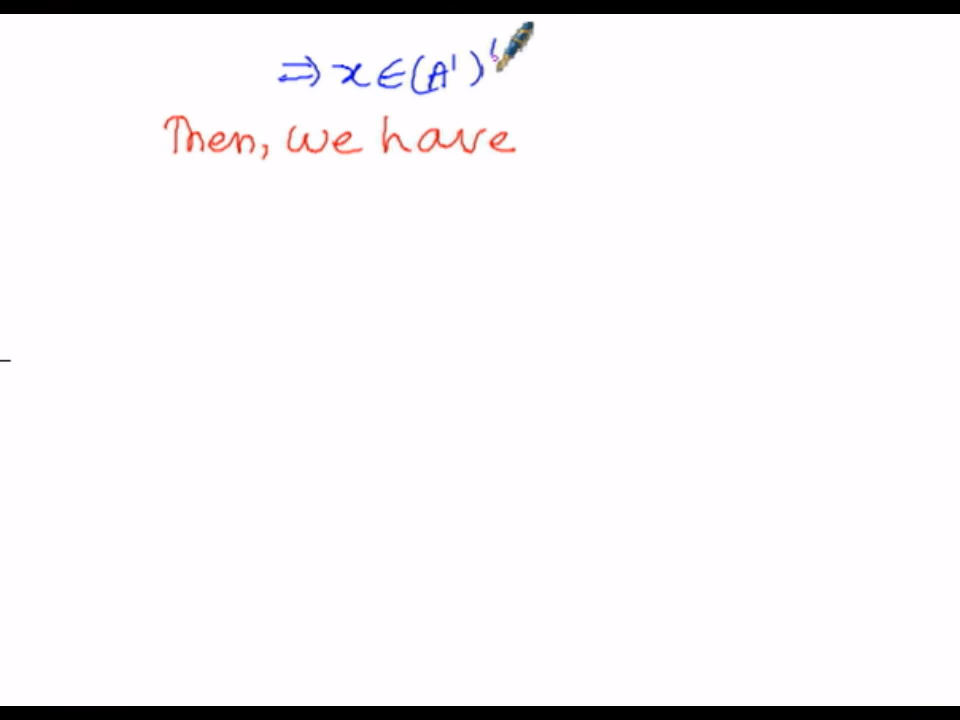 ⇒ x ∈ (A')'
Then, we have